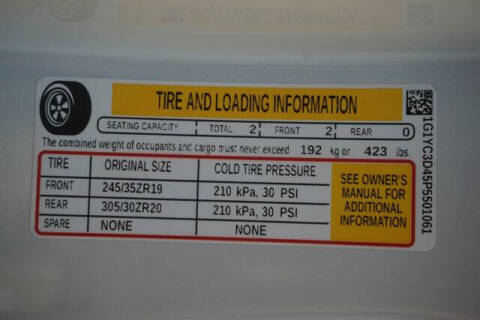 TIRE AND LOADING INFORMATION
SEATING CAPACITY TOTAL 2 FRONT 2 REAR 0
The combined weight of occupants and cargo must never exceed 192 kg or 423 lbs.
TIRE ORIGINAL SIZE COLD TIRE PRESSURE
FRONT 245/35ZR19 210 kPa, 30 PSI
REAR 305/30ZR20 210 kPa, 30 PSI
SPARE NONE NONE
SEE OWNER'S
MANUAL FOR
ADDITIONAL
INFORMATION
1G1YC3D45P5501061